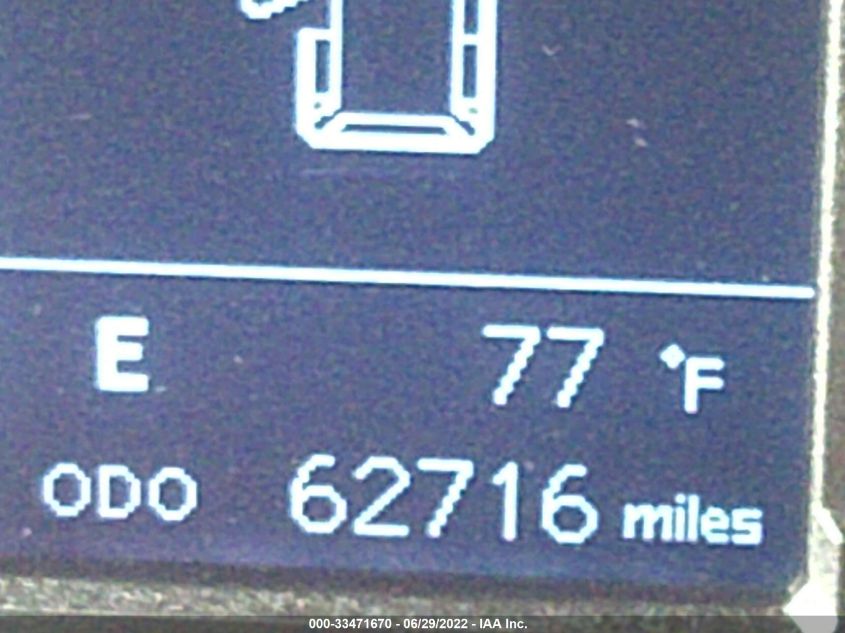 E 77 °F
ODO 62716 miles
000-33471670 - 06/29/2022 - IAA Inc.